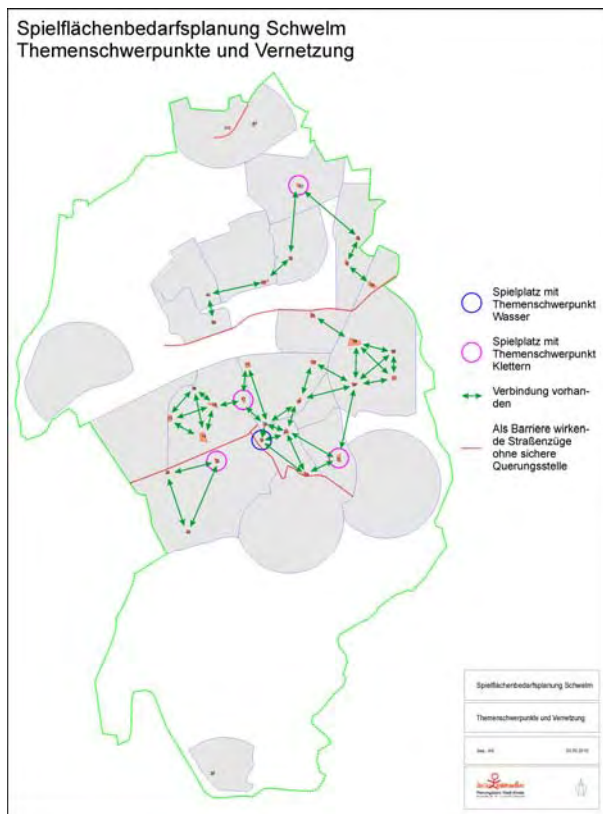 Spielflächenbedarfsplanung Schwelm
Themenschwerpunkte und Vernetzung
Spielplatz mit
Themenschwerpunkt
Wasser
Spielplatz mit
Themenschwerpunkt
Klettern
Verbindung vorhan-
den
Als Barriere wirken-
de Straßenzüge
ohne sichere
Querungsstelle
Spielflächenbedarfsplanung Schwelm
Themenschwerpunkte und Vernetzung